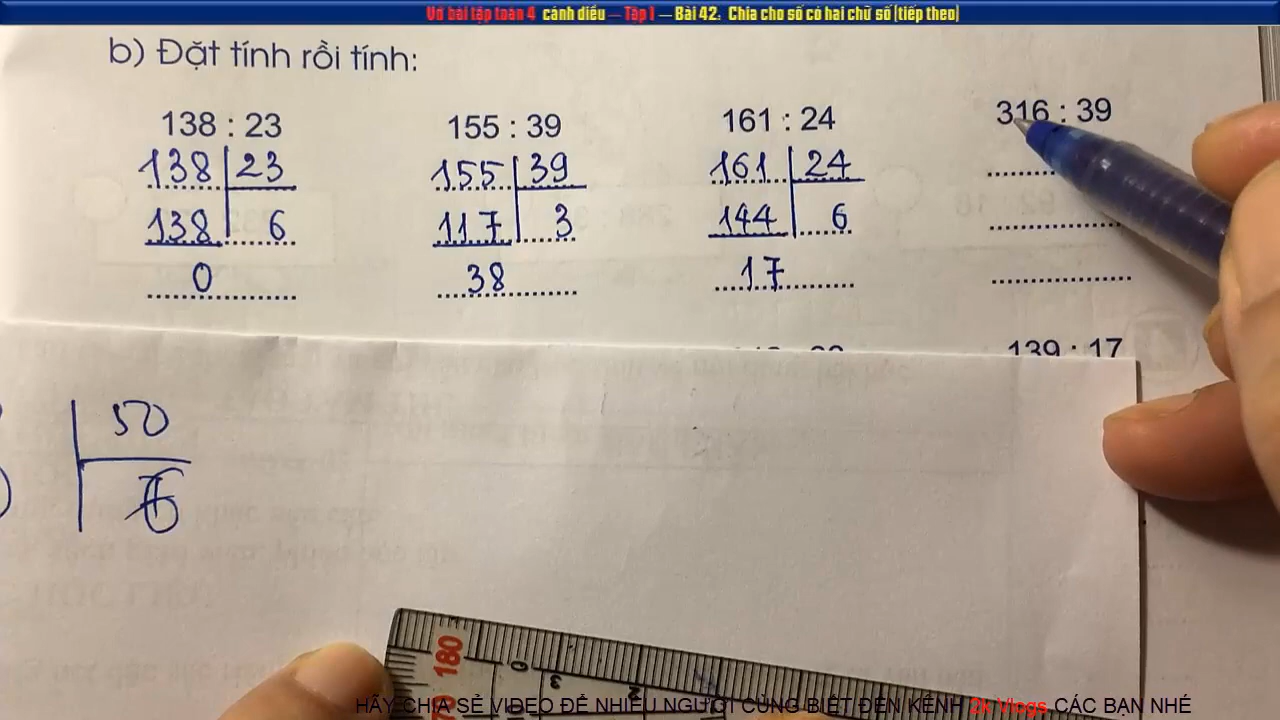 Vở bài tập toán 4 cánh diều – Tập 1 – Bài 42: Chia cho số có hai chữ số (tiếp theo)
b) Đặt tính rồi tính:
138 : 23 155 : 39 161 : 24 316 : 39
138 23 155 39 161 24
138 6 117 3 144 6
0 38 17
139 : 17
50
6
180
0
HÃY CHIA SẺ VIDEO ĐỂ NHIỀU NGƯỜI CÙNG BIẾT ĐẾN KÊNH 2k Vlogs CÁC BẠN NHÉ